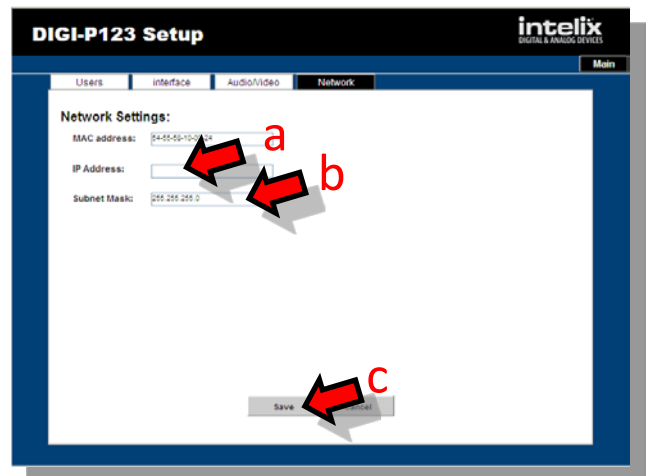 DIGI-P123 Setup
intelix
DIGITAL & ANALOG DEVICES
Main
Users interface Audio/Video Network
Network Settings:
MAC address:
a
IP Address:
b
Subnet Mask: 255.255.255.0
c
Save Cancel